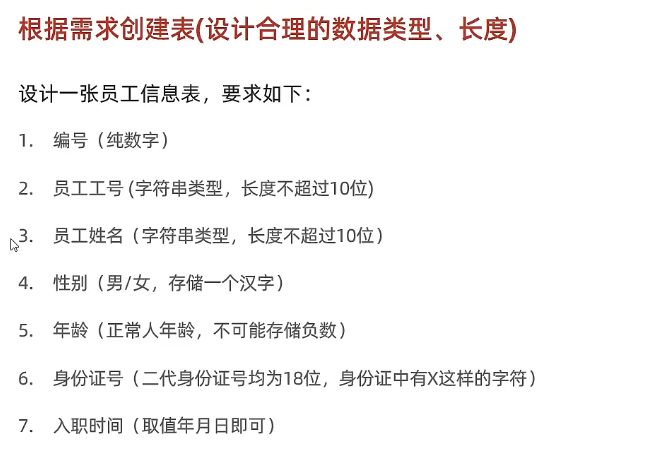 根据需求创建表(设计合理的数据类型、长度)
设计一张员工信息表，要求如下：
1. 编号（纯数字）
2. 员工工号 (字符串类型，长度不超过10位)
3. 员工姓名（字符串类型，长度不超过10位）
4. 性别（男/女，存储一个汉字）
5. 年龄（正常人年龄，不可能存储负数）
6. 身份证号（二代身份证号均为18位，身份证中有X这样的字符）
7. 入职时间（取值年月日即可）